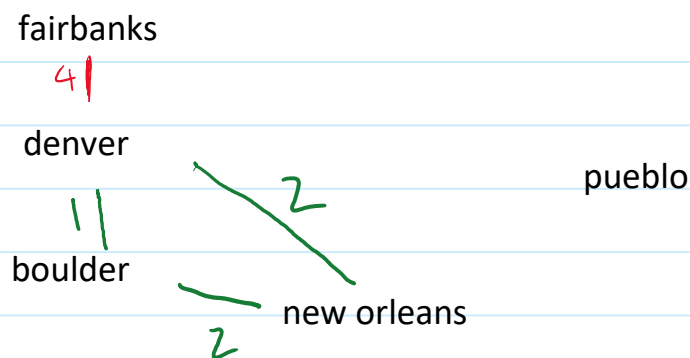 fairbanks
4
denver
2
pueblo
1
boulder
new orleans
2